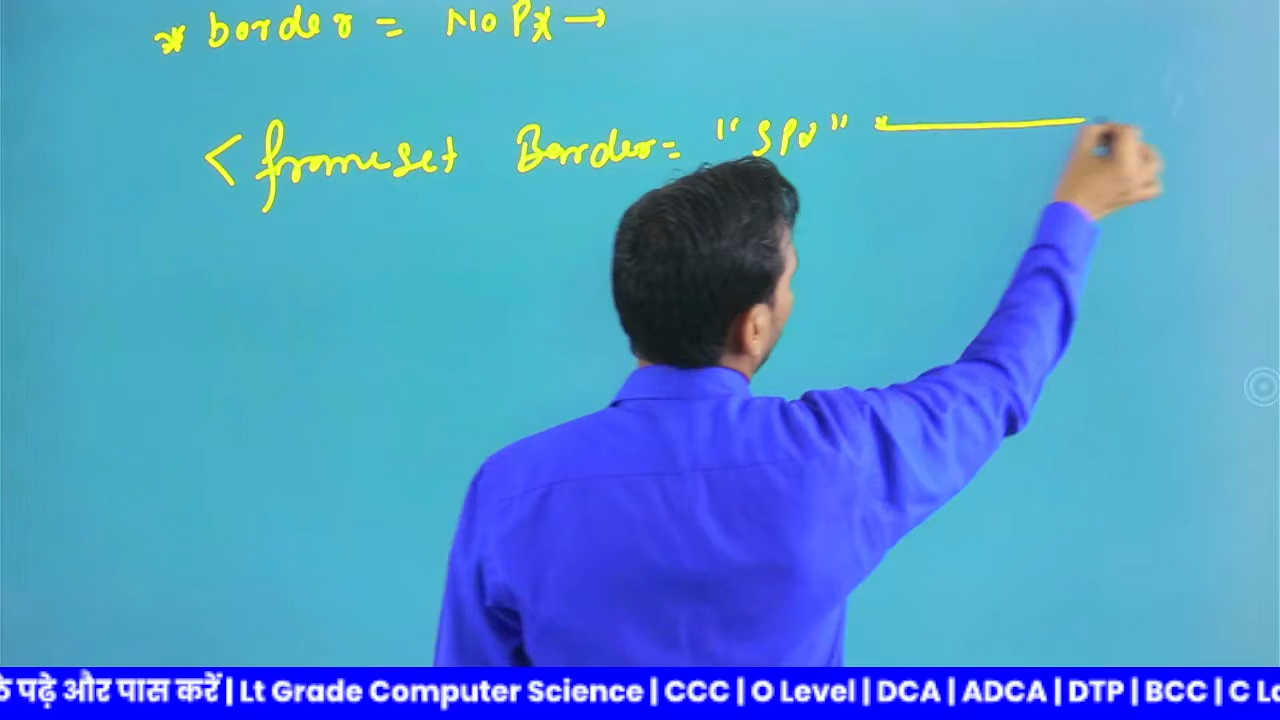 * border = No Px →
<frameset Border= "5Px"
पढ़े और पास करें | Lt Grade Computer Science | CCC | O Level | DCA | ADCA | DTP | BCC | C Lo